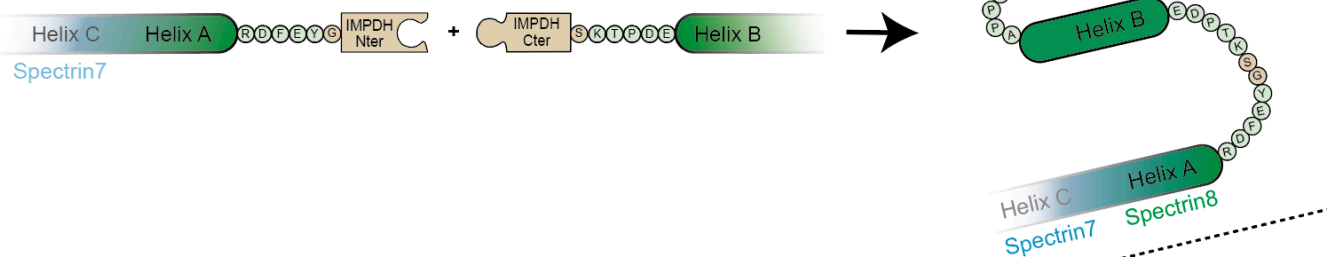 Helix C Helix A RDFEYG IMPDH Nter + IMPDH Cter SKTPDE Helix B
Spectrin7
P
P
A Helix B EDPTKSGYEFDR
Helix C Helix A
Spectrin7 Spectrin8